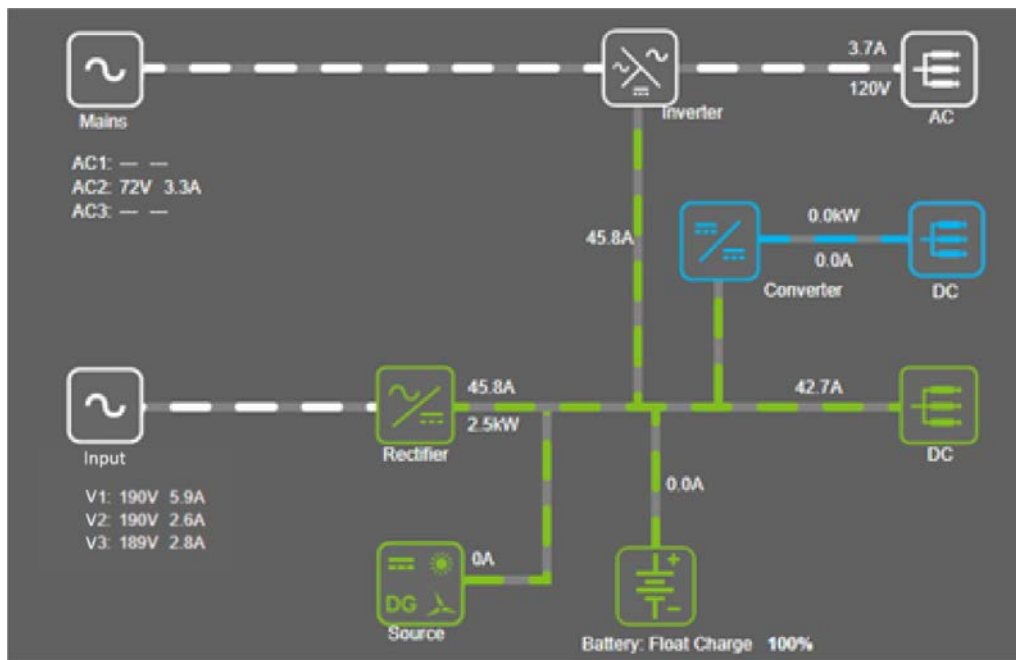 3.7A
120V
Mains
Inverter
AC
AC1: --- ---
AC2: 72V 3.3A
AC3: --- ---
45.8A
0.0kW
0.0A
Converter
DC
45.8A
42.7A
2.5kW
Input
Rectifier
DC
V1: 190V 5.9A
V2: 190V 2.6A
V3: 189V 2.8A
0.0A
0A
DG
Source
Battery: Float Charge 100%